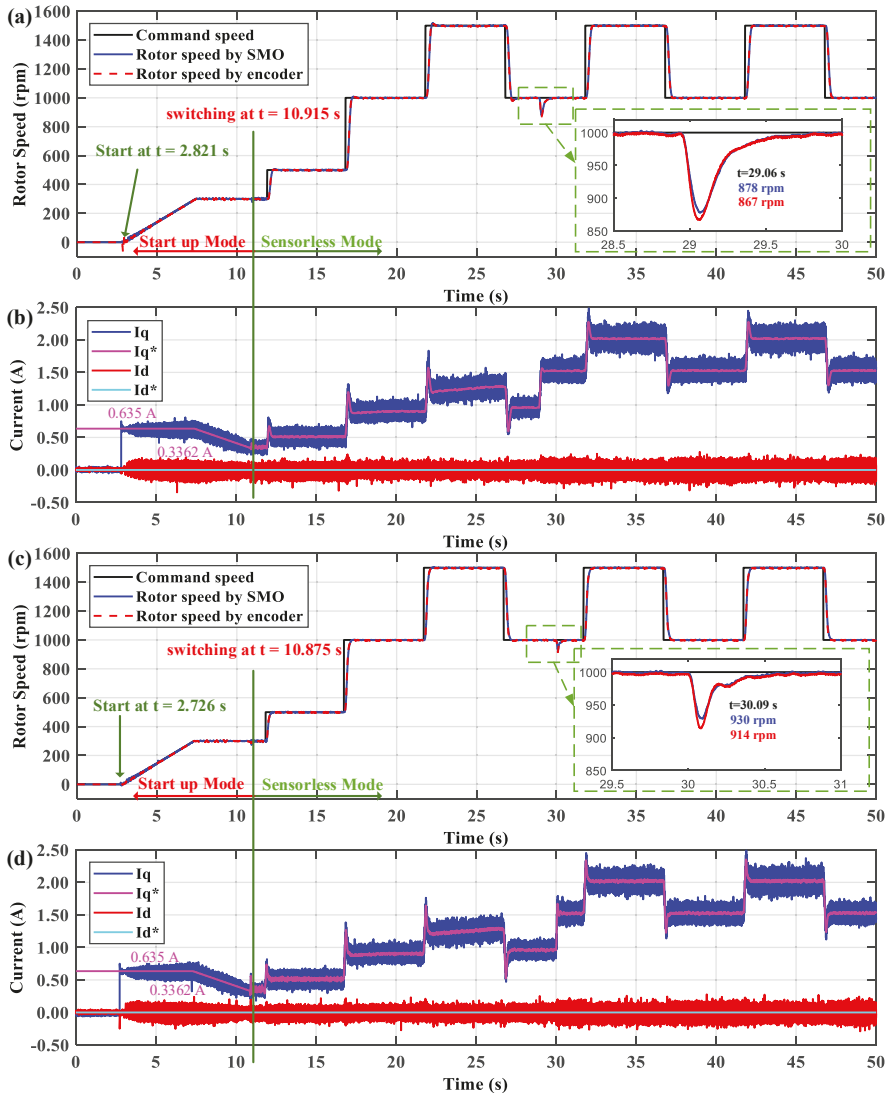 (a)
1600
1400
1200
1000
800
600
400
200
0
Rotor Speed (rpm)
Command speed
Rotor speed by SMO
Rotor speed by encoder
switching at t = 10.915 s
Start at t = 2.821 s
Start up Mode
Sensorless Mode
1000
950
900
850
t=29.06 s
878 rpm
867 rpm
28.5 29 29.5 30
0 5 10 15 20 25 30 35 40 45 50
Time (s)
(b)
2.50
2.00
1.50
1.00
0.50
0.00
-0.50
Current (A)
Iq
Iq*
Id
Id*
0.635 A
0.3362 A
0 5 10 15 20 25 30 35 40 45 50
Time (s)
(c)
1600
1400
1200
1000
800
600
400
200
0
Rotor Speed (rpm)
Command speed
Rotor speed by SMO
Rotor speed by encoder
switching at t = 10.875 s
Start at t = 2.726 s
Start up Mode
Sensorless Mode
1000
950
900
850
t=30.09 s
930 rpm
914 rpm
29.5 30 30.5 31
0 5 10 15 20 25 30 35 40 45 50
Time (s)
(d)
2.50
2.00
1.50
1.00
0.50
0.00
-0.50
Current (A)
Iq
Iq*
Id
Id*
0.635 A
0.3362 A
0 5 10 15 20 25 30 35 40 45 50
Time (s)